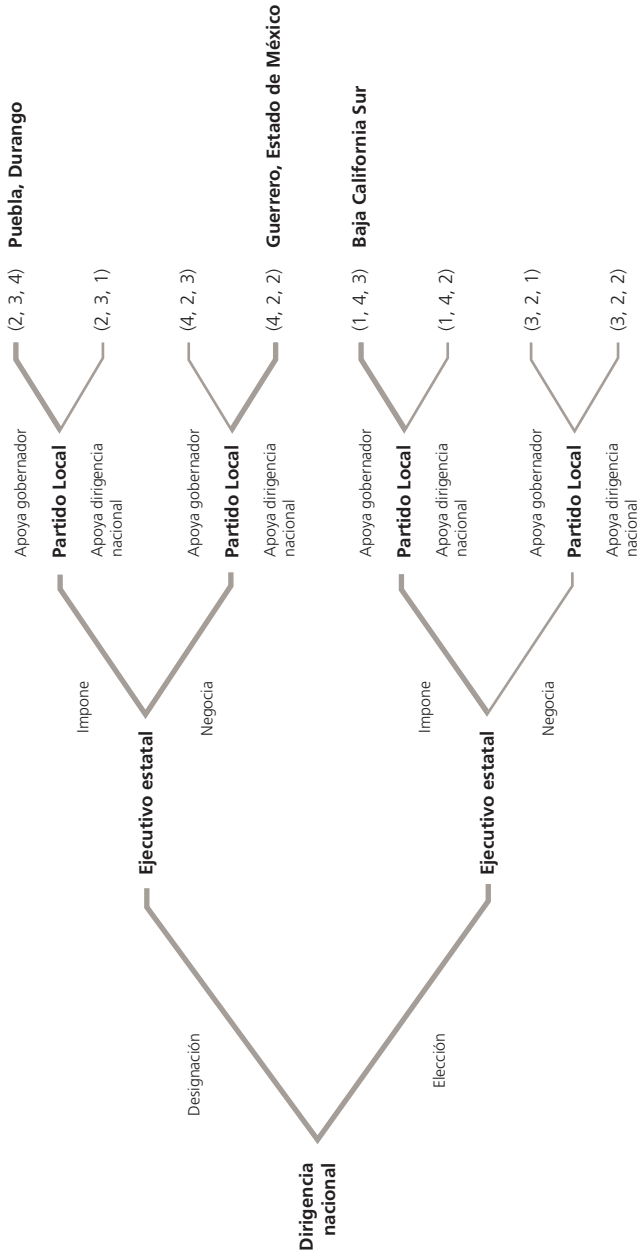 Dirigencia
nacional
Designación
Elección
Ejecutivo estatal
Impone
Negocia
Ejecutivo estatal
Impone
Negocia
Apoya gobernador
Partido Local
Apoya dirigencia
nacional
Apoya gobernador
Partido Local
Apoya dirigencia
nacional
Apoya gobernador
Partido Local
Apoya dirigencia
nacional
Apoya gobernador
Partido Local
Apoya dirigencia
nacional
(2, 3, 4) Puebla, Durango
(2, 3, 1)
(4, 2, 3)
(4, 2, 2) Guerrero, Estado de México
(1, 4, 3) Baja California Sur
(1, 4, 2)
(3, 2, 1)
(3, 2, 2)